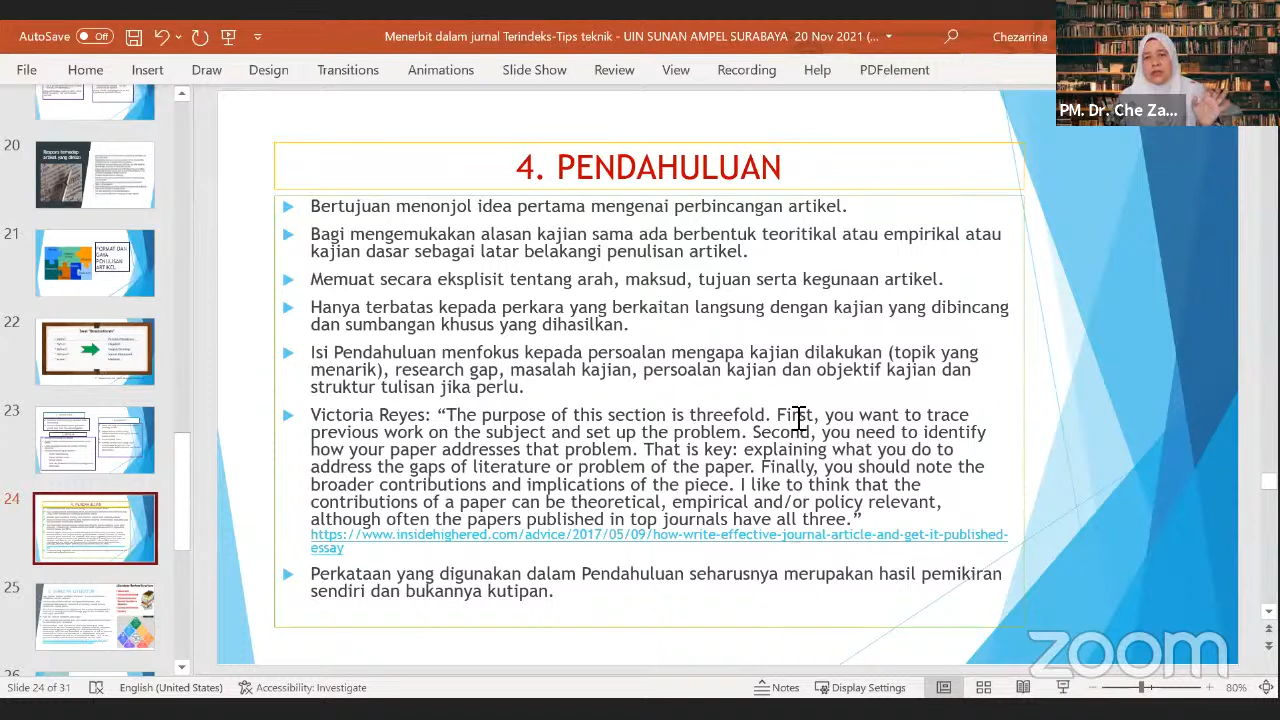 AutoSave Off
Menerbit dalam jurnal Terindeks-Tips teknik - UIN SUNAN AMPEL SURABAYA 20 Nov 2021 (...
Chezarrina
File Home Insert Draw Design Transitions Animations Slide Show Review View Recording Help PDFelement
PM. Dr. Che Za...
20
21
22
23
24
25
26
FORMAT DAN
GAYA
PENULISAN
ARTIKEL
4. PENDAHULUAN
Bertujuan menonjol idea pertama mengenai perbincangan artikel.
Bagi mengemukakan alasan kajian sama ada berbentuk teoritikal atau empirikal atau
kajian dasar sebagai latar belakangi penulisan artikel.
Memuat secara eksplisit tentang arah, maksud, tujuan serta kegunaan artikel.
Hanya terbatas kepada perkara yang berkaitan langsung dengan kajian yang dibincang
dan sumbangan khusus yang dihasilkan.
Isi Pendahuluan menfokus kepada persoalan mengapa kajian dilakukan (topik yang
menarik), research gap, masalah kajian, persoalan kajian dan objektif kajian dan
struktur tulisan jika perlu.
Victoria Reyes: “The purpose of this section is threefold. First, you want to trace
previous work on the subject and set up the problem. Second, you need to identify
how your paper addresses that problem. That is key: explaining what you do to
address the gaps of literature or problem of the paper. Finally, you should note the
broader contributions and implications of the piece. I like to think that the
contributions of a paper can be theoretical, empirical and/or policy relevant,
although often the papers published in top journals have all three.”
https://www.insidehighered.com/advice/2017/05/09/how-write-effective-journal-article-and-get-it-published-
essay
Perkataan yang digunakan dalam Pendahuluan seharusnya merupakan hasil pemikiran
sendiri dan bukannya kutipan.
zoom
Slide 24 of 31 English (United States) Accessibility: Investigate Notes Display Settings 80%